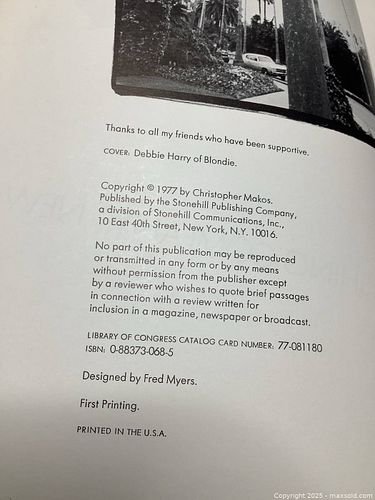 Thanks to all my friends who have been supportive.
COVER: Debbie Harry of Blondie.
Copyright © 1977 by Christopher Makos.
Published by the Stonehill Publishing Company,
a division of Stonehill Communications, Inc.,
10 East 40th Street, New York, N.Y. 10016.
No part of this publication may be reproduced
or transmitted in any form or by any means
without permission from the publisher except
by a reviewer who wishes to quote brief passages
in connection with a review written for
inclusion in a magazine, newspaper or broadcast.
LIBRARY OF CONGRESS CATALOG CARD NUMBER: 77-081180
ISBN: 0-88373-068-5
Designed by Fred Myers.
First Printing.
PRINTED IN THE U.S.A.
Copyright 2025 - maxsold.com